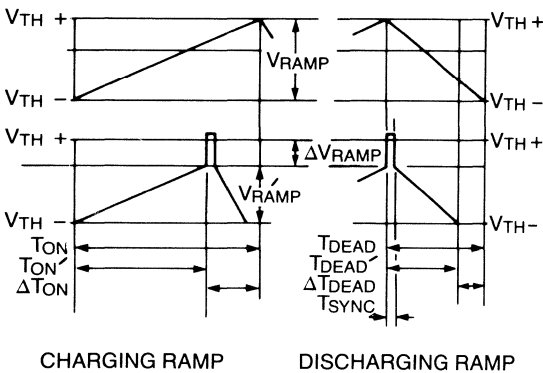 VTH +
VTH +
VRAMP
VTH −
VTH−
VTH +
VTH+
ΔVRAMP
VRAMP′
VTH −
VTH−
TON
TDEAD
TON′
TDEAD′
ΔTON
ΔTDEAD
TSYNC
CHARGING RAMP
DISCHARGING RAMP